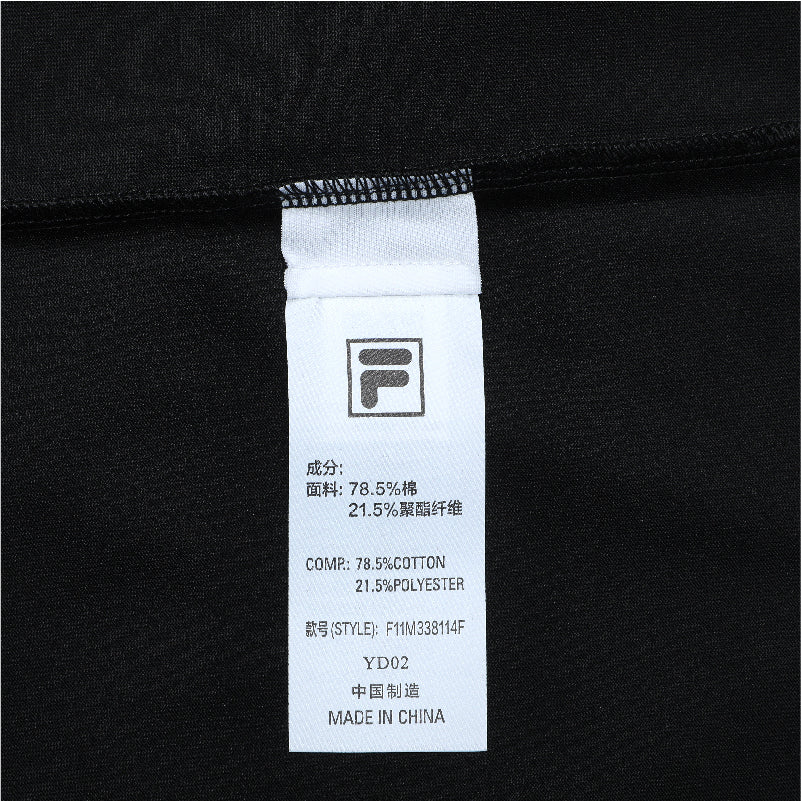 F
成分:
面料: 78.5%棉
21.5%聚酯纤维
COMP.: 78.5%COTTON
21.5%POLYESTER
款号(STYLE): F11M338114F
YD02
中国制造
MADE IN CHINA